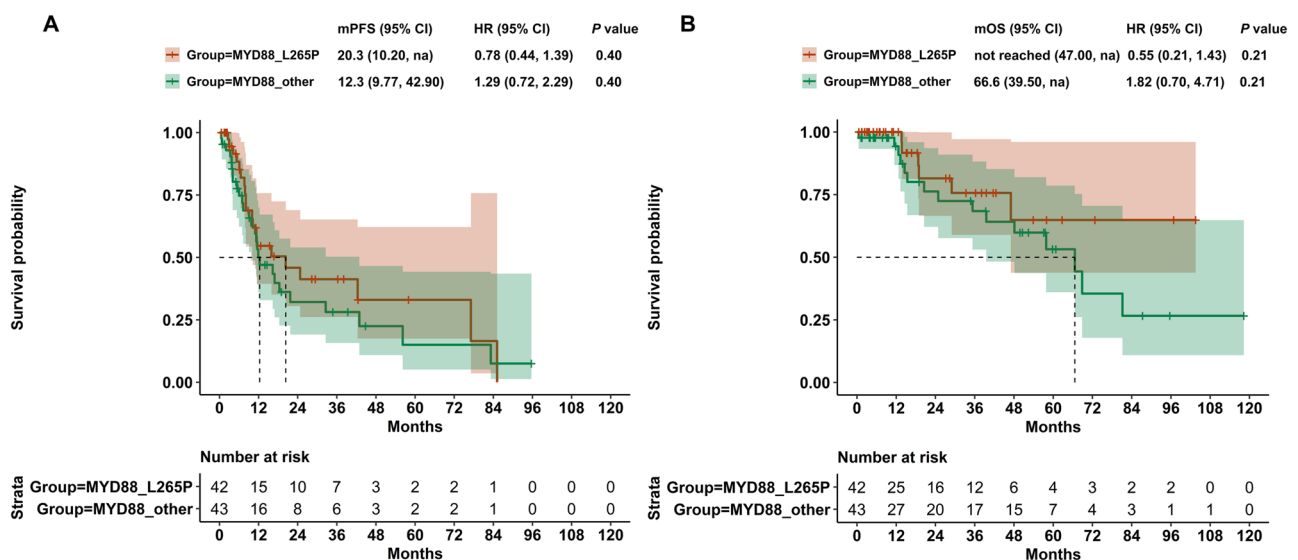 A
mPFS (95% CI) HR (95% CI) P value
Group=MYD88_L265P 20.3 (10.20, na) 0.78 (0.44, 1.39) 0.40
Group=MYD88_other 12.3 (9.77, 42.90) 1.29 (0.72, 2.29) 0.40
Survival probability
1.00
0.75
0.50
0.25
0.00
0 12 24 36 48 60 72 84 96 108 120
Months
Number at risk
Strata
Group=MYD88_L265P 42 15 10 7 3 2 2 1 0 0 0
Group=MYD88_other 43 16 8 6 3 2 2 1 0 0 0
0 12 24 36 48 60 72 84 96 108 120
Months
B
mOS (95% CI) HR (95% CI) P value
Group=MYD88_L265P not reached (47.00, na) 0.55 (0.21, 1.43) 0.21
Group=MYD88_other 66.6 (39.50, na) 1.82 (0.70, 4.71) 0.21
Survival probability
1.00
0.75
0.50
0.25
0.00
0 12 24 36 48 60 72 84 96 108 120
Months
Number at risk
Strata
Group=MYD88_L265P 42 25 16 12 6 4 3 2 2 0 0
Group=MYD88_other 43 27 20 17 15 7 4 3 1 1 0
0 12 24 36 48 60 72 84 96 108 120
Months